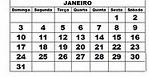 JANEIRO
Domingo Segunda Terça Quarta Quinta Sexta Sábado
1 2
3 4 5 6 7 8 9
10 11 12 13 14 15 16
17 18 19 20 21 22 23
24 25 26 27 28 29 30
31